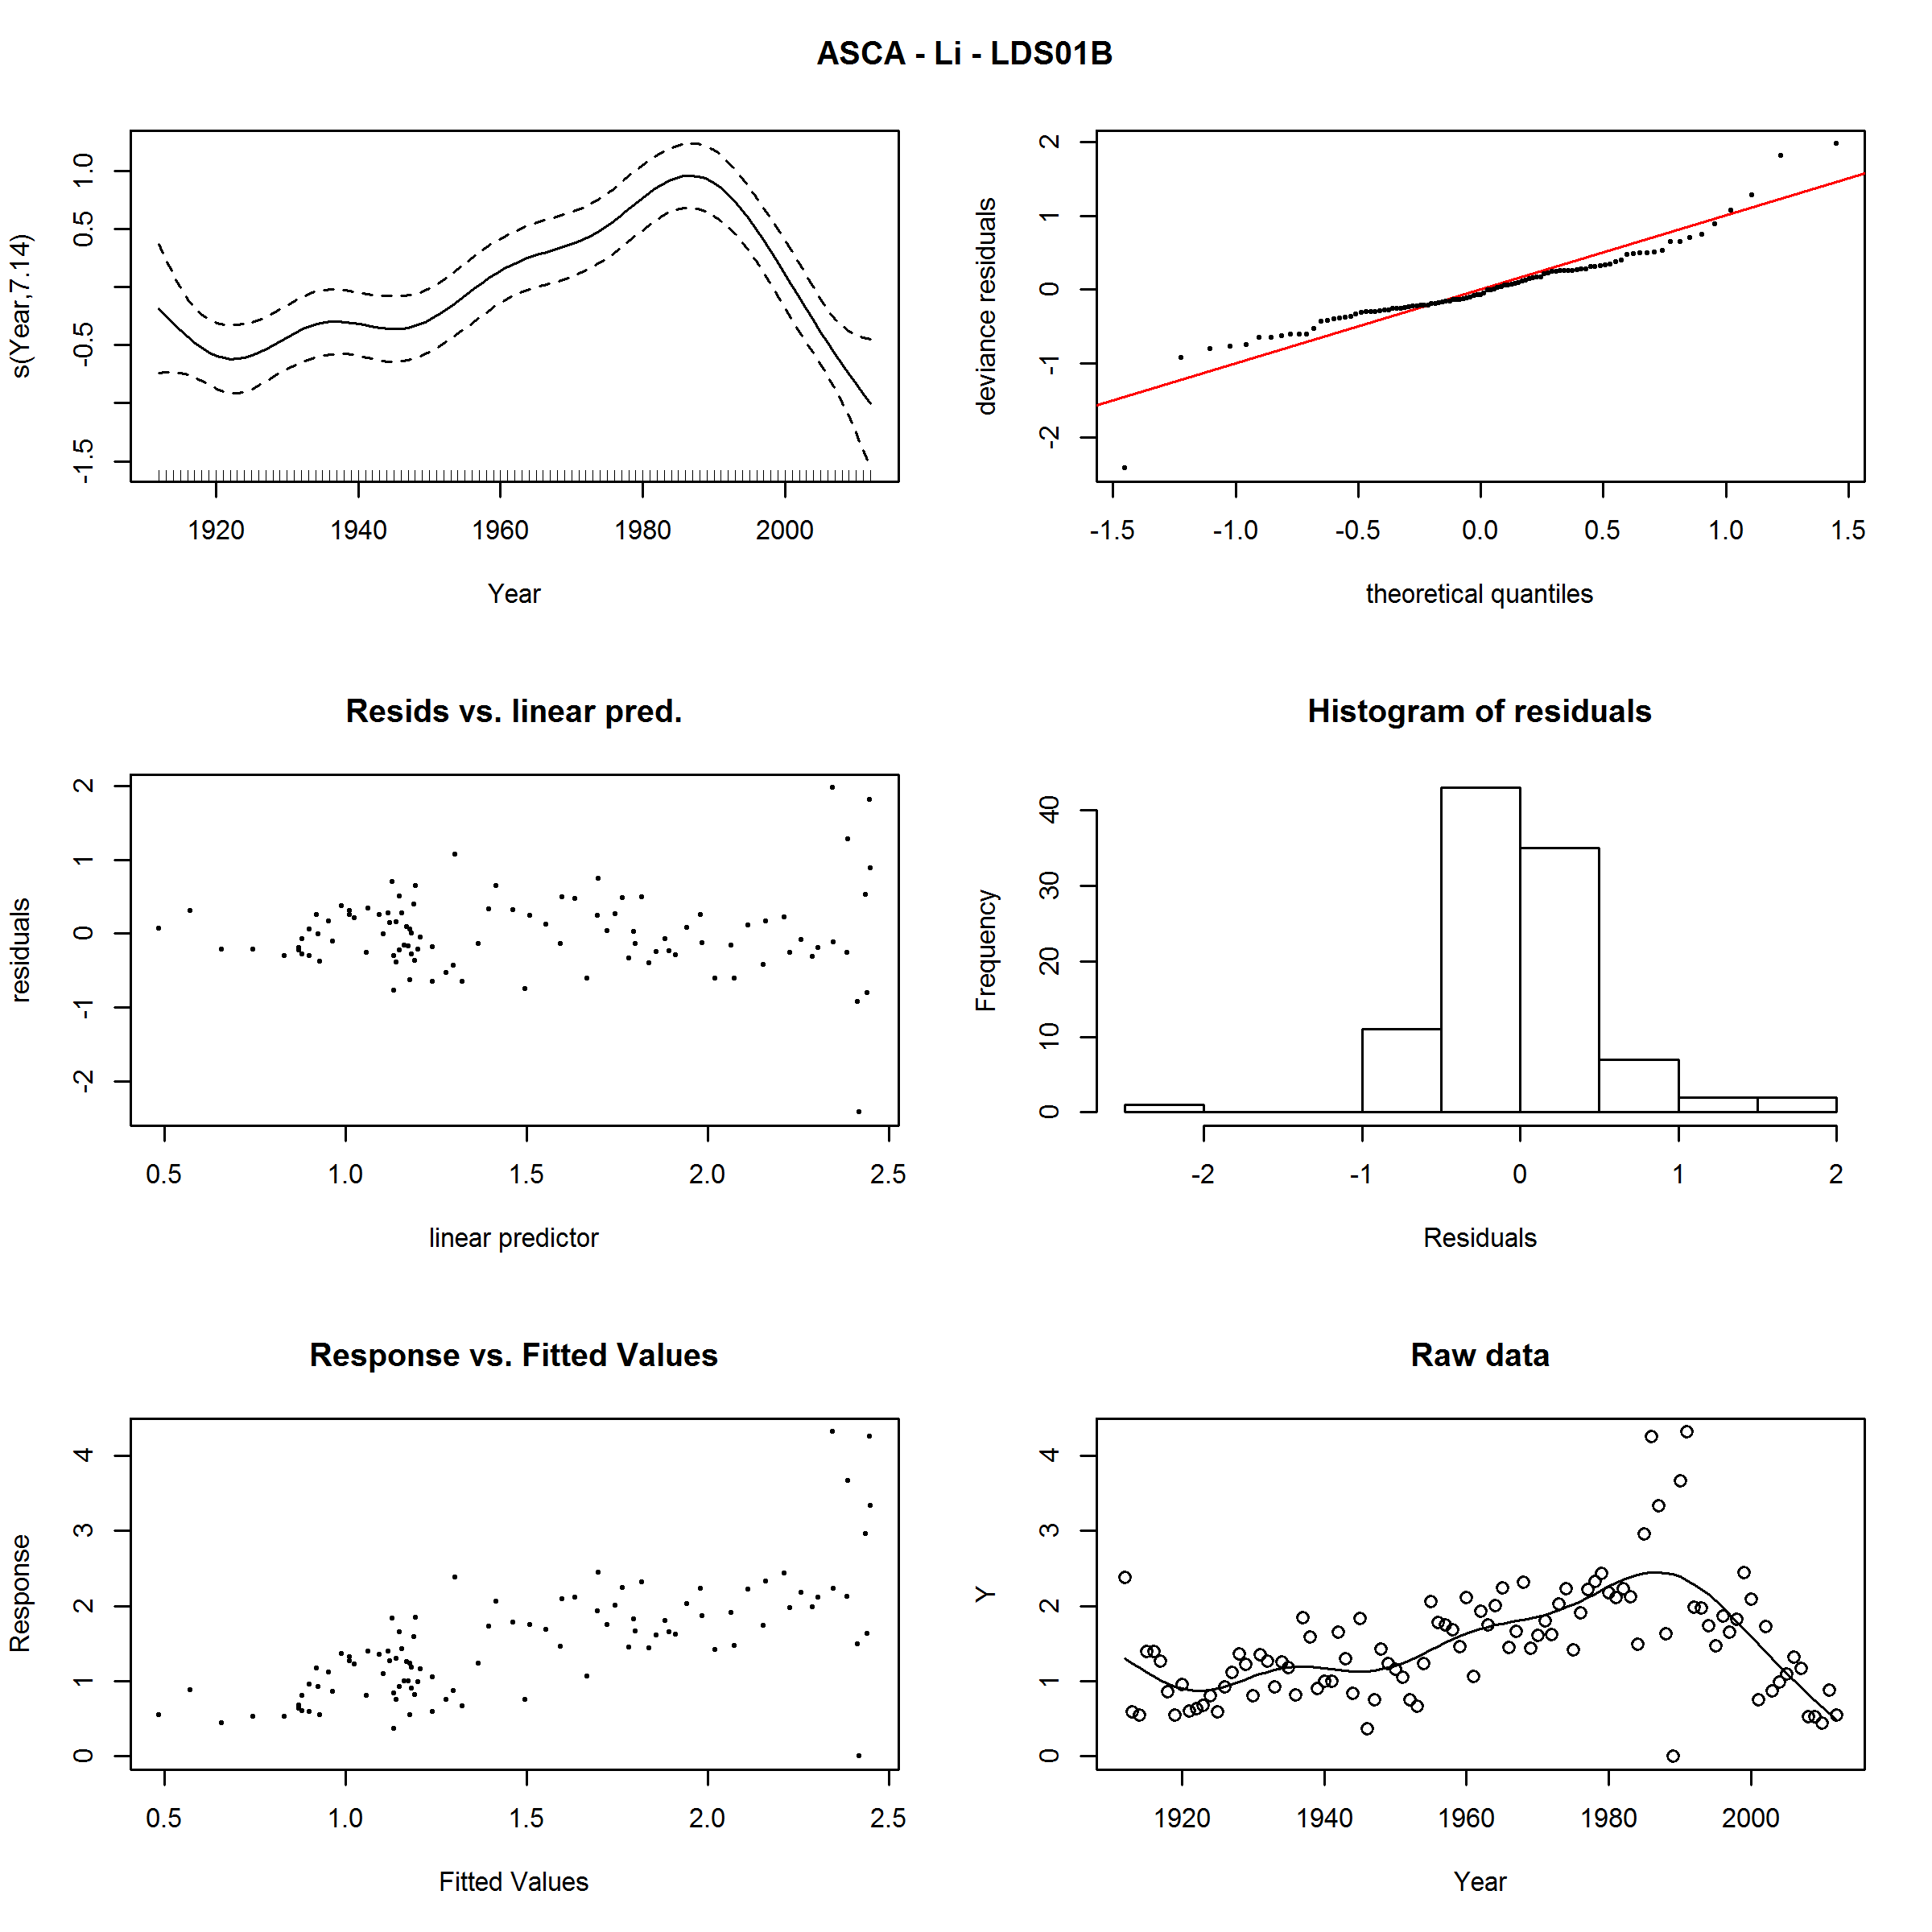 ASCA - Li - LDS01B
s(Year,7.14)
-1.5 -0.5 0.5 1.0
1920 1940 1960 1980 2000
Year
deviance residuals
-2 -1 0 1 2
-1.5 -1.0 -0.5 0.0 0.5 1.0 1.5
theoretical quantiles
Resids vs. linear pred.
residuals
-2 -1 0 1 2
0.5 1.0 1.5 2.0 2.5
linear predictor
Histogram of residuals
Frequency
0 10 20 30 40
-2 -1 0 1 2
Residuals
Response vs. Fitted Values
Response
0 1 2 3 4
0.5 1.0 1.5 2.0 2.5
Fitted Values
Raw data
Y
0 1 2 3 4
1920 1940 1960 1980 2000
Year